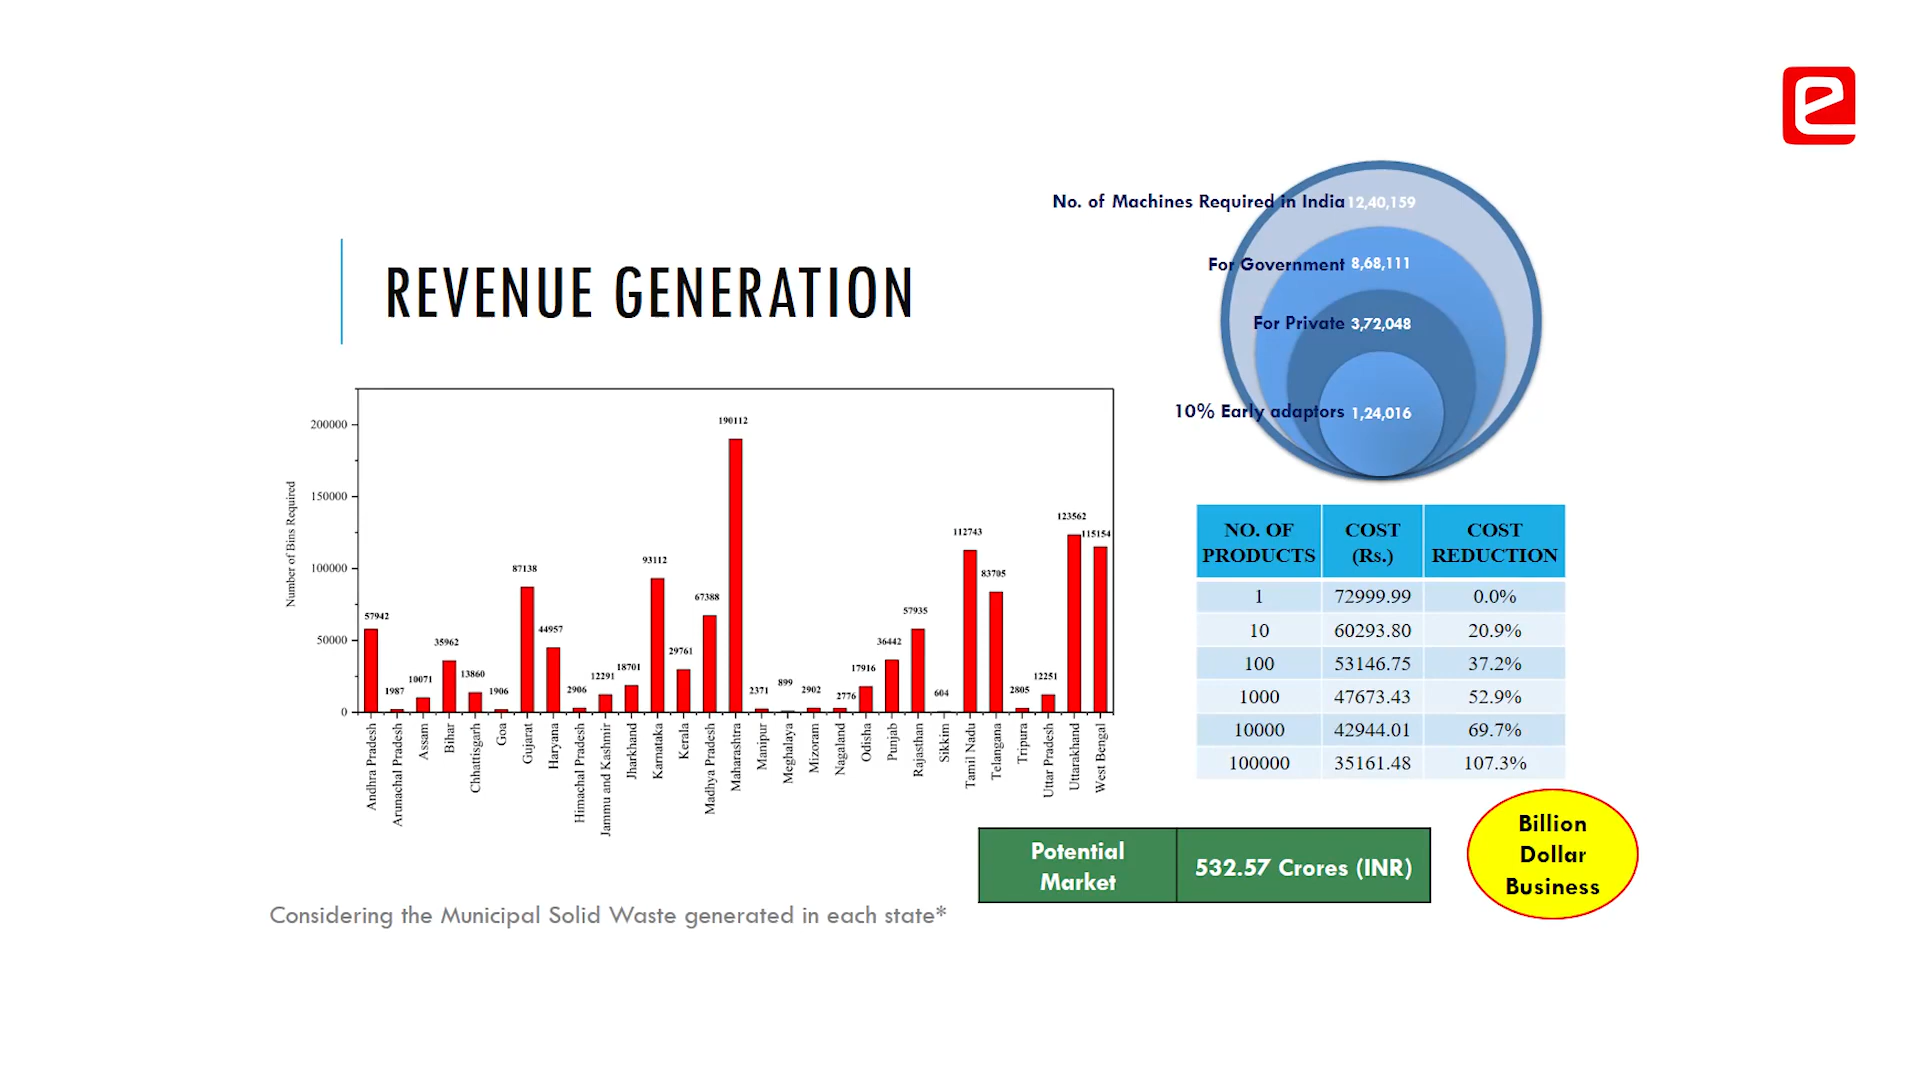 e
No. of Machines Required in India 12,40,159
For Government 8,68,111
For Private 3,72,048
10% Early adaptors 1,24,016
REVENUE GENERATION
Number of Bins Required
200000
150000
100000
50000
0
57942
1987
10071
35962
13860
1906
87138
44957
2906
12291
18701
93112
29761
67388
190112
2371
899
2902
2776
17916
36442
57935
604
112743
83705
2805
12251
123562
115154
Andhra Pradesh
Arunachal Pradesh
Assam
Bihar
Chhattisgarh
Goa
Gujarat
Haryana
Himachal Pradesh
Jammu and Kashmir
Jharkhand
Karnataka
Kerala
Madhya Pradesh
Maharashtra
Manipur
Meghalaya
Mizoram
Nagaland
Odisha
Punjab
Rajasthan
Sikkim
Tamil Nadu
Telangana
Tripura
Uttar Pradesh
Uttarakhand
West Bengal
NO. OF PRODUCTS COST (Rs.) COST REDUCTION
1 72999.99 0.0%
10 60293.80 20.9%
100 53146.75 37.2%
1000 47673.43 52.9%
10000 42944.01 69.7%
100000 35161.48 107.3%
Potential
Market
532.57 Crores (INR)
Billion
Dollar
Business
Considering the Municipal Solid Waste generated in each state*